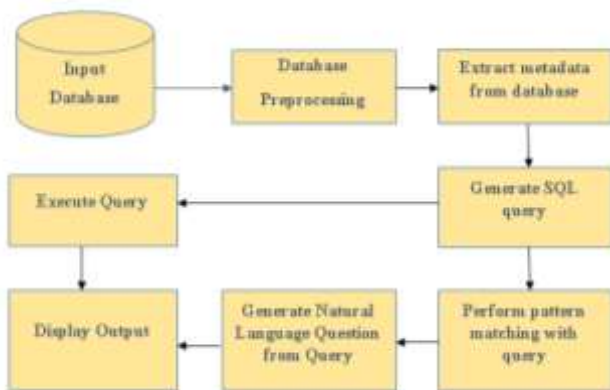 Input
Database
Database
Preprocessing
Extract metadata
from database
Execute Query
Generate SQL
query
Display Output
Generate Natural
Language Question
from Query
Perform pattern
matching with
query